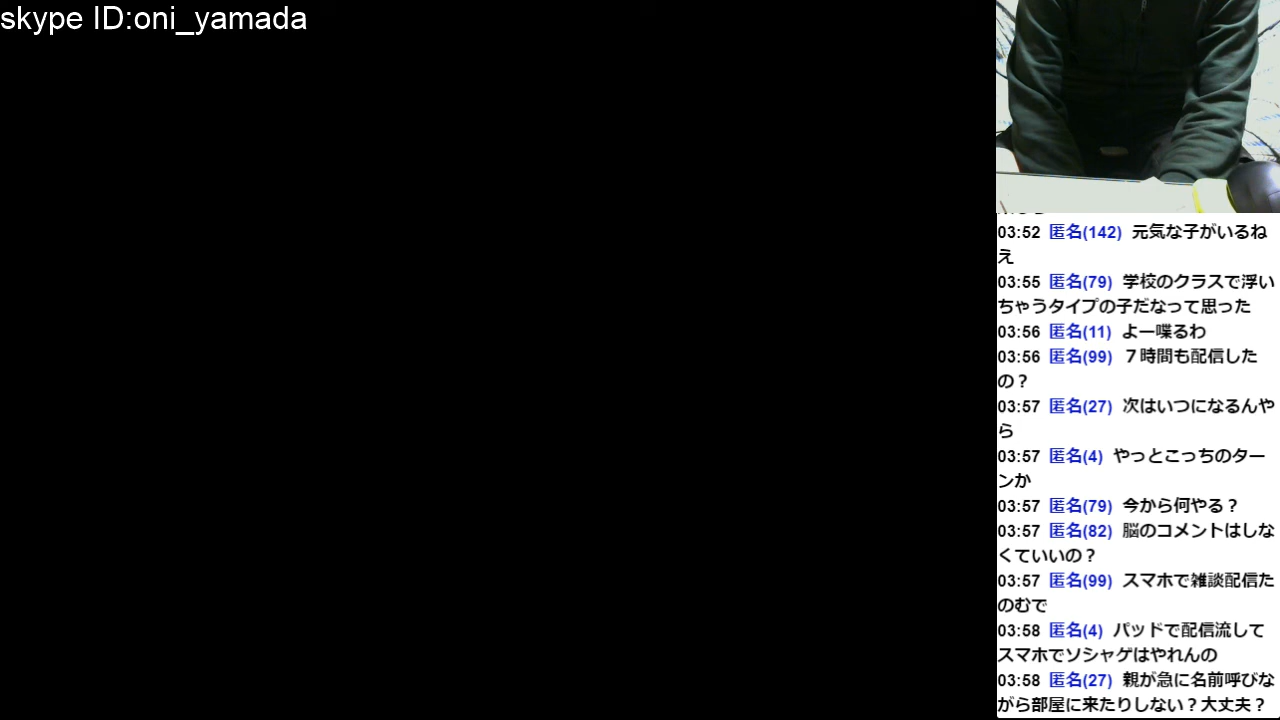 skype ID:oni_yamada
03:52 匿名(142) 元気な子がいるね
え
03:55 匿名(79) 学校のクラスで浮い
ちゃうタイプの子だなって思った
03:56 匿名(11) よー喋るわ
03:56 匿名(99) ７時間も配信した
の？
03:57 匿名(27) 次はいつになるんや
ら
03:57 匿名(4) やっとこっちのター
ンか
03:57 匿名(79) 今から何やる？
03:57 匿名(82) 脳のコメントはしな
くていいの？
03:57 匿名(99) スマホで雑談配信た
のむで
03:58 匿名(4) パッドで配信流して
スマホでソシャゲはやれんの
03:58 匿名(27) 親が急に名前呼びな
がら部屋に来たりしない？大丈夫？